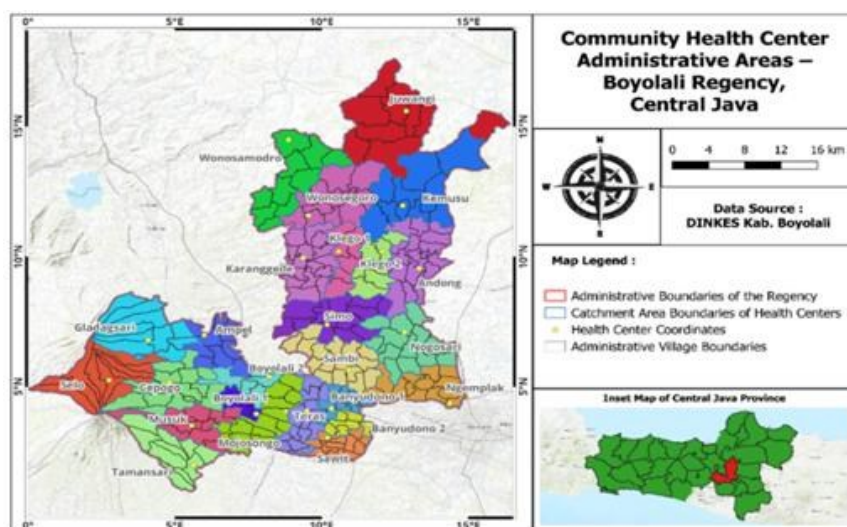 0°
5°E
10°E
15°E
15°N
10°N
5°N
Juwangi
Wonosamodro
Wonosegoro
Kemusu
Klego 1
Klego 2
Karanggede
Andong
Simo
Gladagsari
Ampel
Nogosari
Sambi
Boyolali 2
Selo
Cepogo
Ngemplak
Boyolali 1
Banyudono 1
Musuk
Teras
Banyudono 2
Mojosongo
Sawit
Tamansari
0°
5°E
10°E
15°E
Community Health Center
Administrative Areas –
Boyolali Regency,
Central Java
N
W
E
S
0 4 8 12 16 km
Data Source :
DINKES Kab. Boyolali
Map Legend :
Administrative Boundaries of the Regency
Catchment Area Boundaries of Health Centers
Health Center Coordinates
Administrative Village Boundaries
Inset Map of Central Java Province